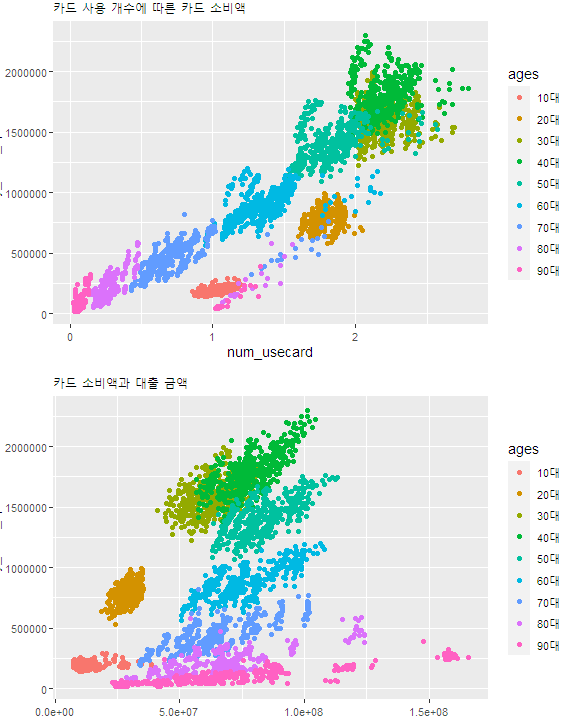 카드 사용 개수에 따른 카드 소비액
2000000
1500000
1000000
500000
0
0
1
2
num_usecard
ages
10대
20대
30대
40대
50대
60대
70대
80대
90대
카드 소비액과 대출 금액
2000000
1500000
1000000
500000
0
0.0e+00
5.0e+07
1.0e+08
1.5e+08
ages
10대
20대
30대
40대
50대
60대
70대
80대
90대